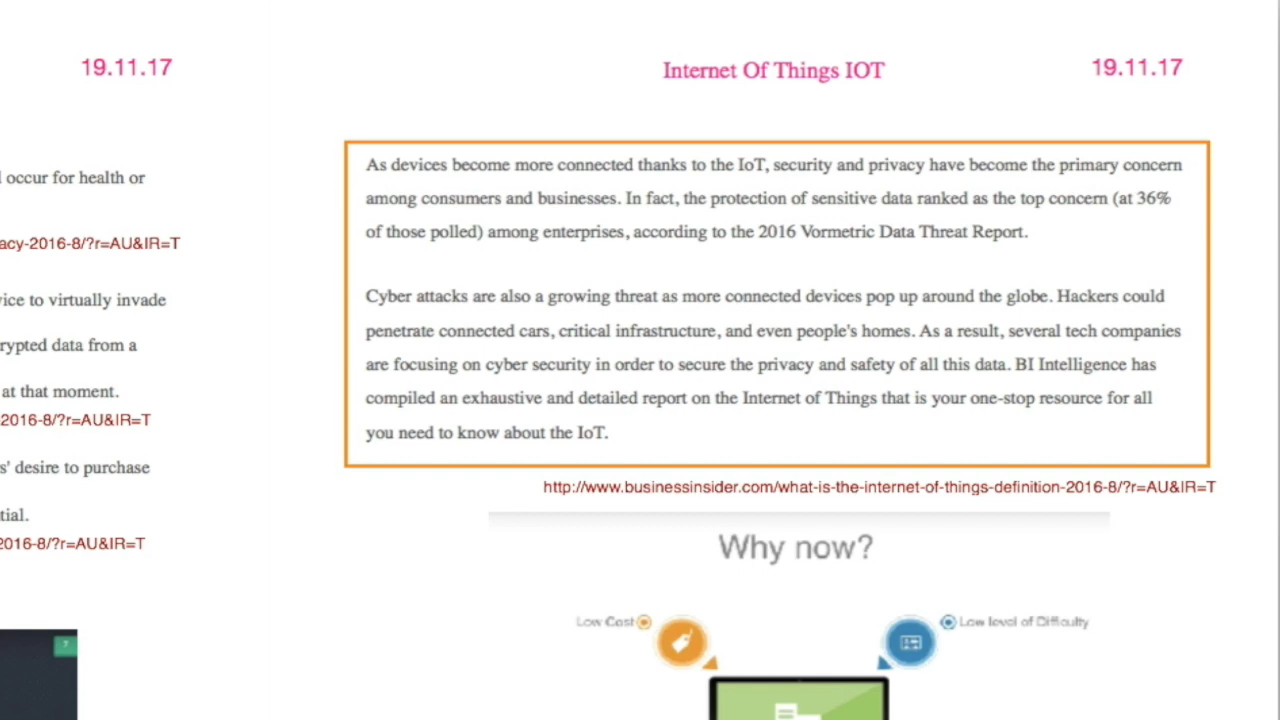 19.11.17
l occur for health or
acy-2016-8/?r=AU&IR=T
vice to virtually invade
rypted data from a
at that moment.
-2016-8/?r=AU&IR=T
s' desire to purchase
tial.
2016-8/?r=AU&IR=T
7
Internet Of Things IOT
19.11.17
As devices become more connected thanks to the IoT, security and privacy have become the primary concern
among consumers and businesses. In fact, the protection of sensitive data ranked as the top concern (at 36%
of those polled) among enterprises, according to the 2016 Vormetric Data Threat Report.
Cyber attacks are also a growing threat as more connected devices pop up around the globe. Hackers could
penetrate connected cars, critical infrastructure, and even people's homes. As a result, several tech companies
are focusing on cyber security in order to secure the privacy and safety of all this data. BI Intelligence has
compiled an exhaustive and detailed report on the Internet of Things that is your one-stop resource for all
you need to know about the IoT.
http://www.businessinsider.com/what-is-the-internet-of-things-definition-2016-8/?r=AU&IR=T
Why now?
Low Cost
Low level of Difficulty